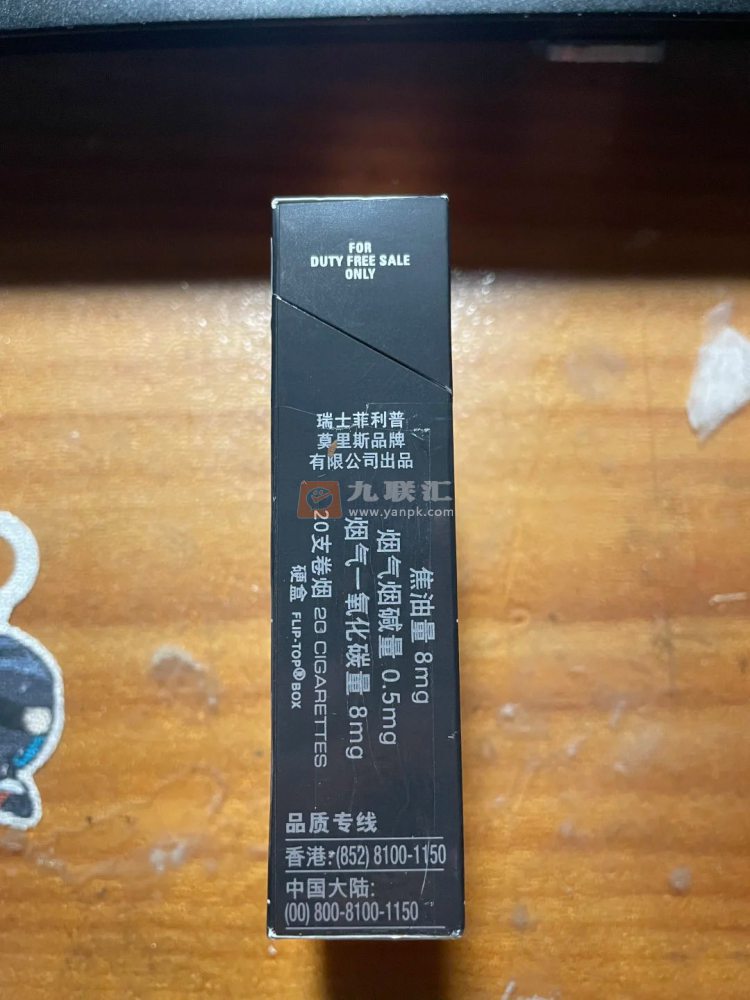 FOR
DUTY FREE SALE
ONLY
瑞士菲利普
莫里斯品牌
有限公司出品
九联汇
www.yanpk.com
焦油量 8mg
烟气烟碱量 0.5mg
烟气一氧化碳量 8mg
20支卷烟 20 CIGARETTES
硬盒 FLIP-TOP® BOX
品质专线
香港:(852) 8100-1150
中国大陆:
(00) 800-8100-1150